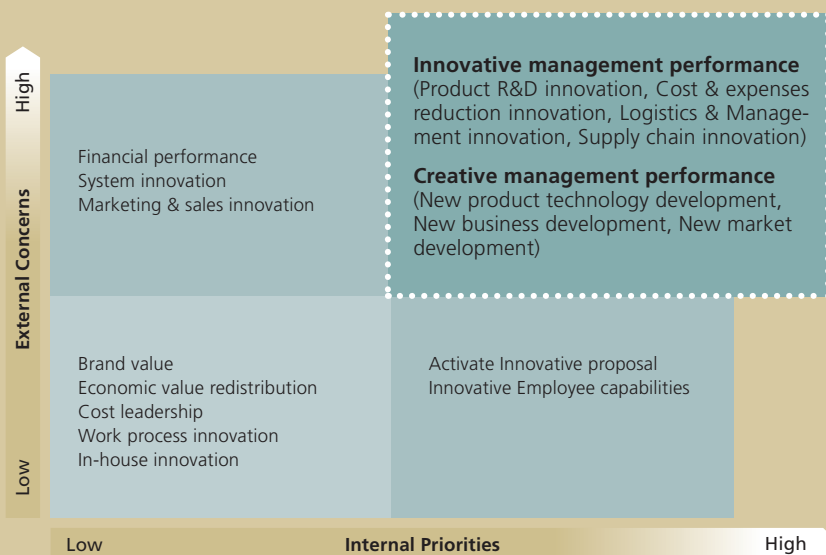 High
External Concerns
Low
Financial performance
System innovation
Marketing & sales innovation
Innovative management performance
(Product R&D innovation, Cost & expenses
reduction innovation, Logistics & Manage-
ment innovation, Supply chain innovation)
Creative management performance
(New product technology development,
New business development, New market
development)
Brand value
Economic value redistribution
Cost leadership
Work process innovation
In-house innovation
Activate Innovative proposal
Innovative Employee capabilities
Low
Internal Priorities
High